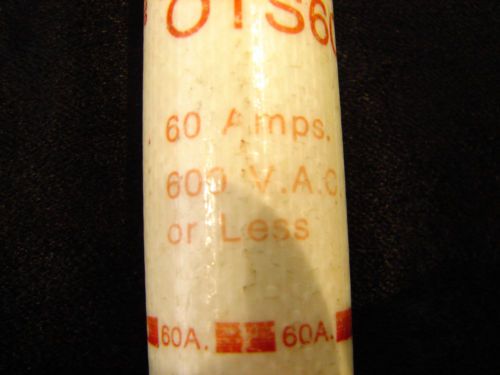 OTS60
60 Amps.
600 V.A.C
or Less
60A. 60A.